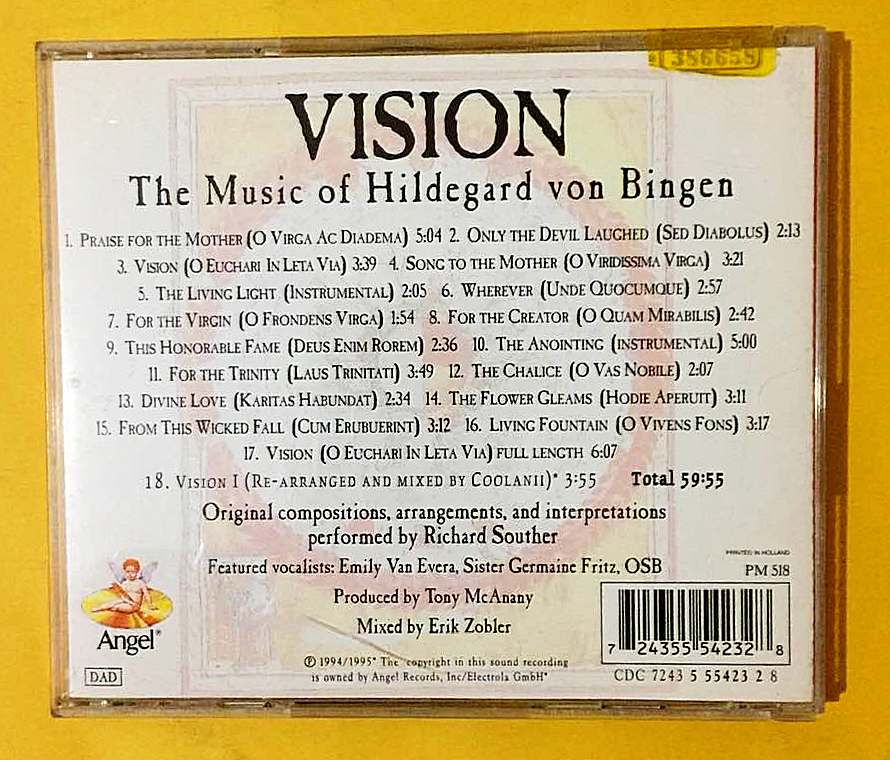 386658
VISION
The Music of Hildegard von Bingen
1. Praise for the Mother (O Virga Ac Diadema) 5:04 2. Only the Devil Laughed (Sed Diabolus) 2:13
3. Vision (O Euchari In Leta Via) 3:39 4. Song to the Mother (O Viridissima Virga) 3:21
5. The Living Light (Instrumental) 2:05 6. Wherever (Unde Quocumque) 2:57
7. For the Virgin (O Frondens Virga) 1:54 8. For the Creator (O Quam Mirabilis) 2:42
9. This Honorable Fame (Deus Enim Rorem) 2:36 10. The Anointing (instrumental) 5:00
11. For the Trinity (Laus Trinitati) 3:49 12. The Chalice (O Vas Nobile) 2:07
13. Divine Love (Karitas Habundat) 2:34 14. The Flower Gleams (Hodie Aperuit) 3:11
15. From This Wicked Fall (Cum Erubuerint) 3:12 16. Living Fountain (O Vivens Fons) 3:17
17. Vision (O Euchari In Leta Via) full length 6:07
18. Vision I (Re-arranged and mixed by Coolanii)* 3:55 Total 59:55
Original compositions, arrangements, and interpretations
performed by Richard Souther
PRINTED IN HOLLAND
Featured vocalists: Emily Van Evera, Sister Germaine Fritz, OSB
PM 518
Produced by Tony McAnany
Mixed by Erik Zobler
Angel®
DAD
℗ 1994/1995* The copyright in this sound recording
is owned by Angel Records, Inc/Electrola GmbH*
7 24355 54232 8
CDC 7243 5 55423 2 8